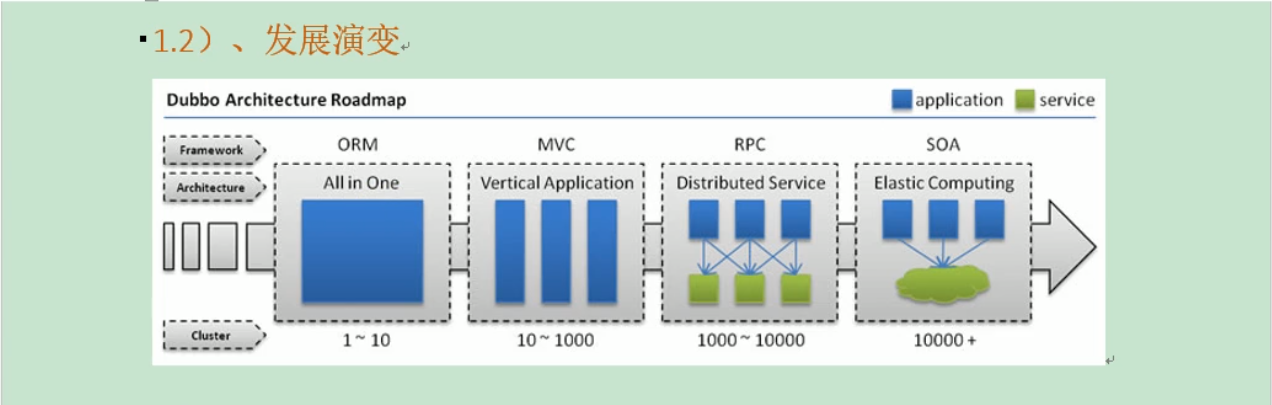 1.2）、发展演变
Dubbo Architecture Roadmap
application service
Framework ORM MVC RPC SOA
Architecture All in One Vertical Application Distributed Service Elastic Computing
Cluster 1 ~ 10 10 ~ 1000 1000 ~ 10000 10000 +